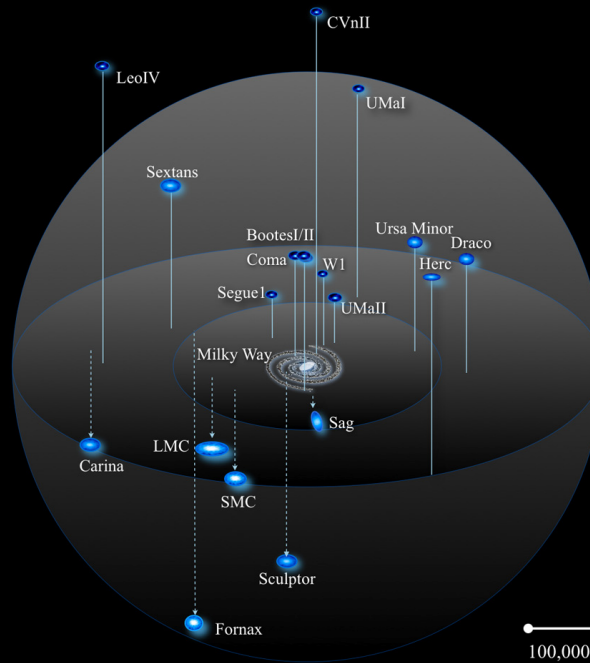 CVnII
LeoIV
UMaI
Sextans
Ursa Minor
BootesI/II
Draco
Coma
W1
Herc
Segue1
UMaII
Milky Way
Sag
LMC
Carina
SMC
Sculptor
Fornax
100,000